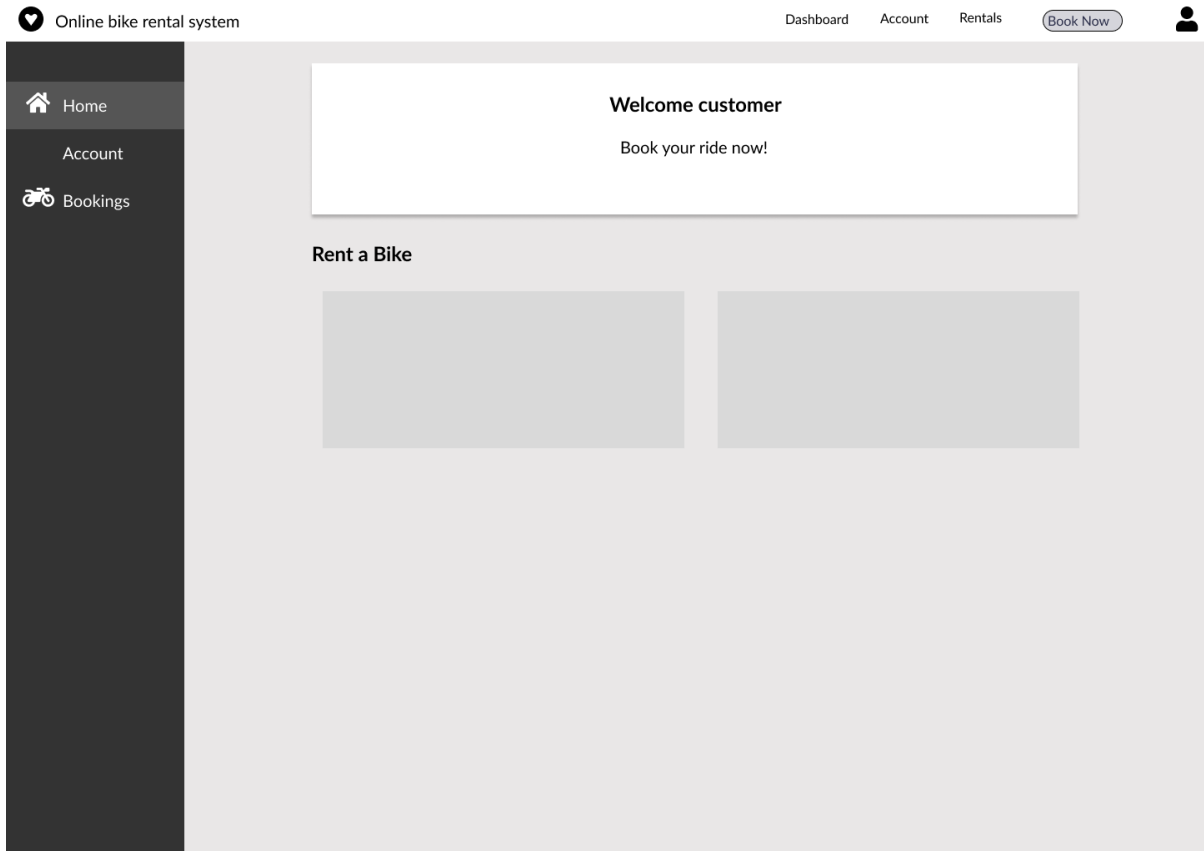 Online bike rental system
Dashboard
Account
Rentals
Book Now
Home
Account
Bookings
Welcome customer
Book your ride now!
Rent a Bike